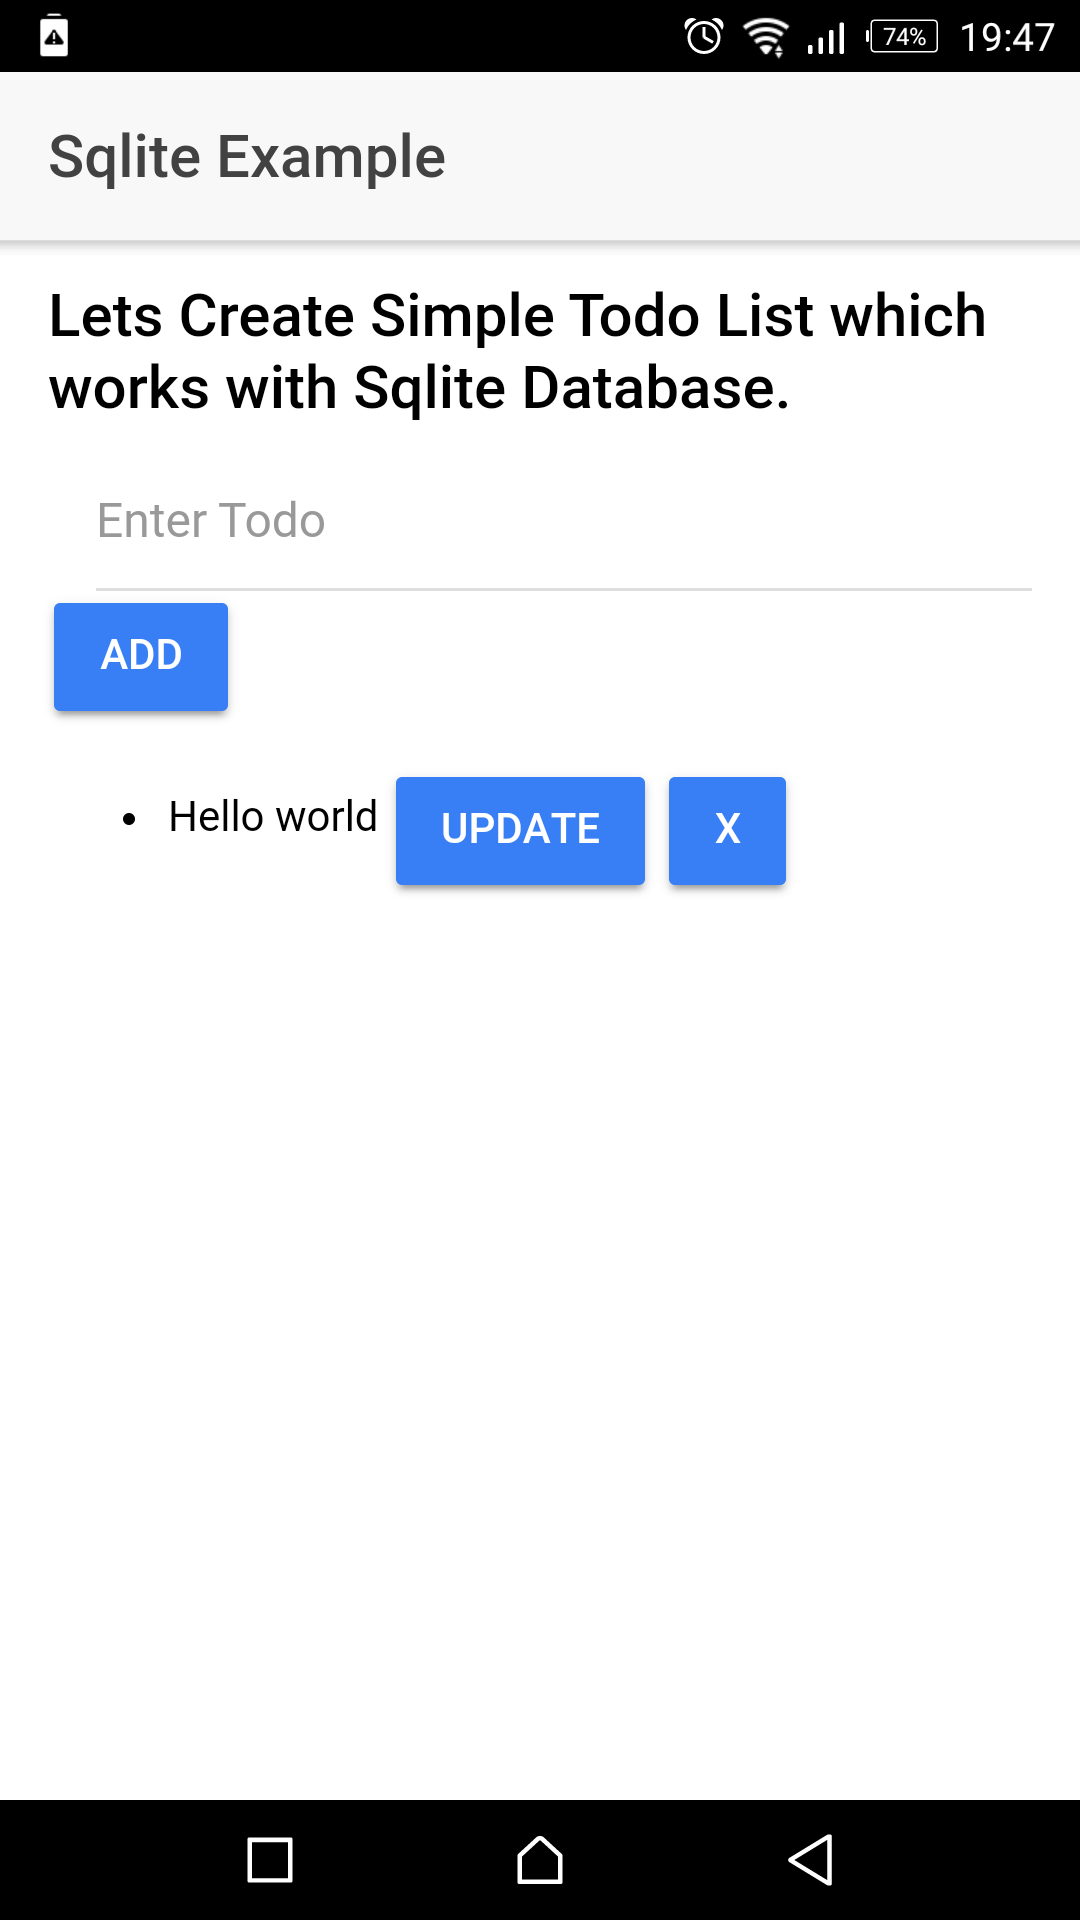 74% 19:47
Sqlite Example
Lets Create Simple Todo List which
works with Sqlite Database.
Enter Todo
ADD
Hello world UPDATE X